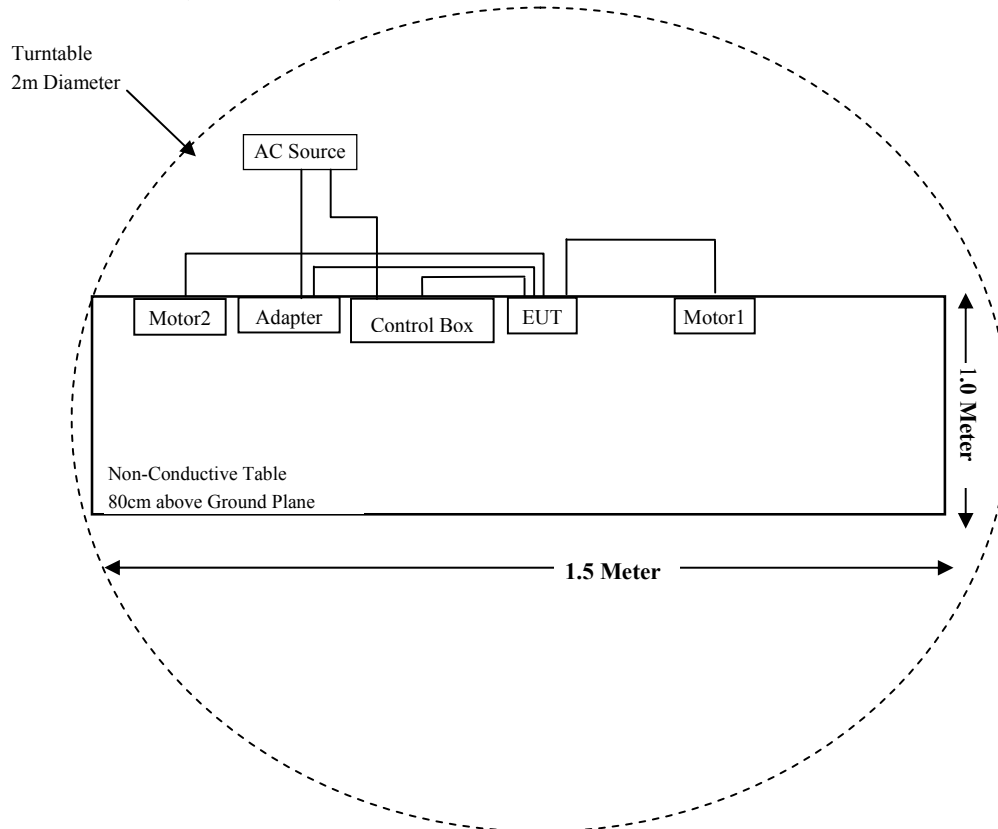 Turntable
2m Diameter
AC Source
Motor2
Adapter
Control Box
EUT
Motor1
1.0 Meter
Non-Conductive Table
80cm above Ground Plane
1.5 Meter